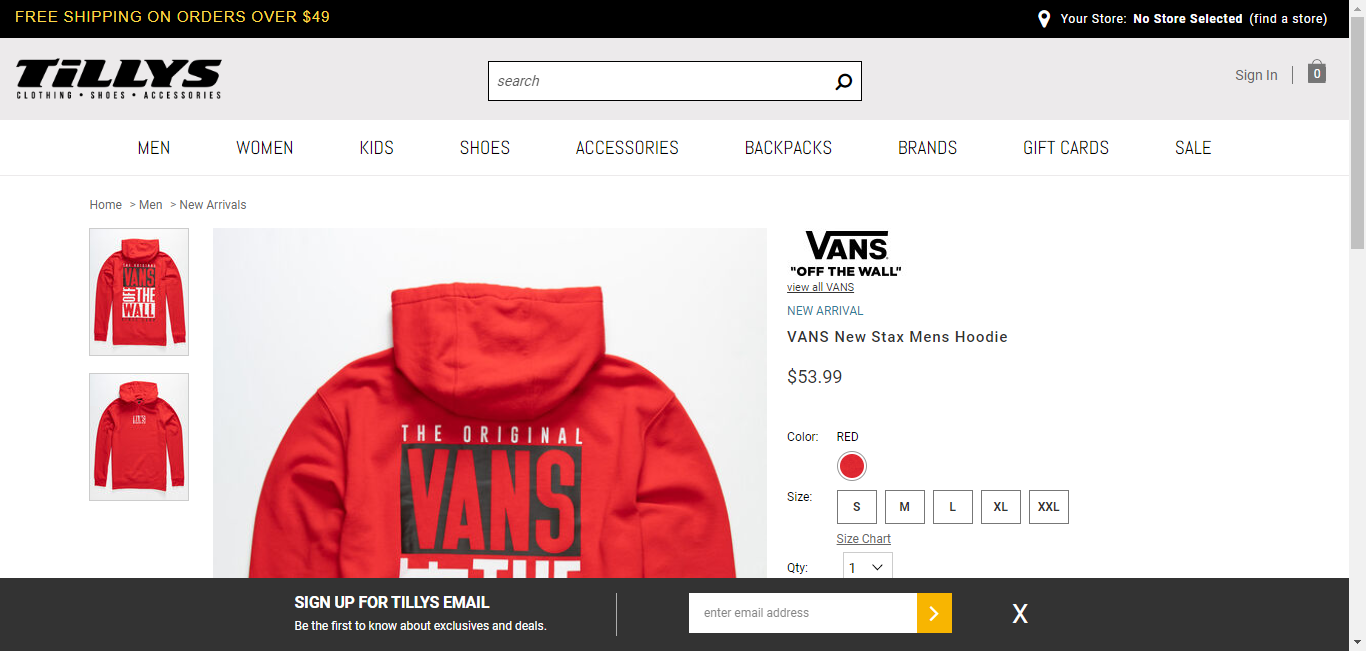 FREE SHIPPING ON ORDERS OVER $49
Your Store: No Store Selected (find a store)
TILLYS
CLOTHING • SHOES • ACCESSORIES
search
Sign In
0
MEN WOMEN KIDS SHOES ACCESSORIES BACKPACKS BRANDS GIFT CARDS SALE
Home > Men > New Arrivals
THE ORIGINAL
VANS
OFF THE
WALL
VANS
THE ORIGINAL
VANS
VANS
"OFF THE WALL"
view all VANS
NEW ARRIVAL
VANS New Stax Mens Hoodie
$53.99
Color: RED
Size: S M L XL XXL
Size Chart
Qty: 1
SIGN UP FOR TILLYS EMAIL
Be the first to know about exclusives and deals.
enter email address
X